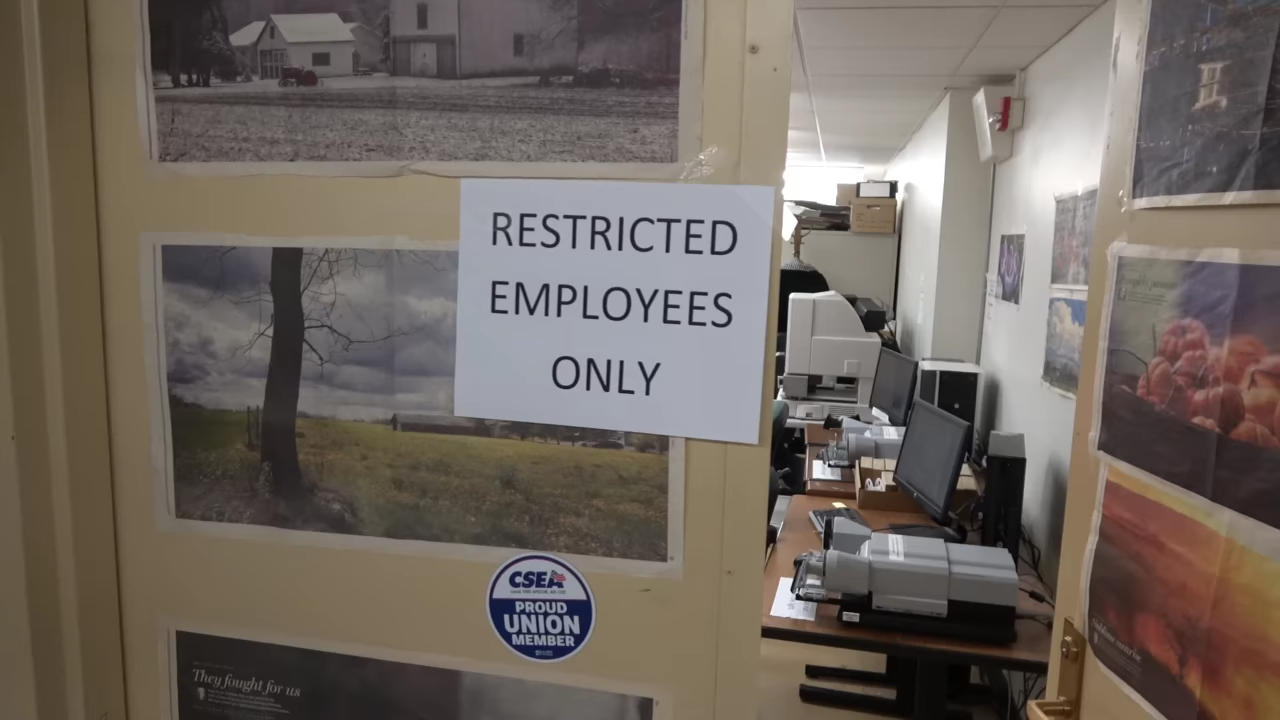 RESTRICTED
EMPLOYEES
ONLY
CSEA
PROUD
UNION
MEMBER
They fought for us